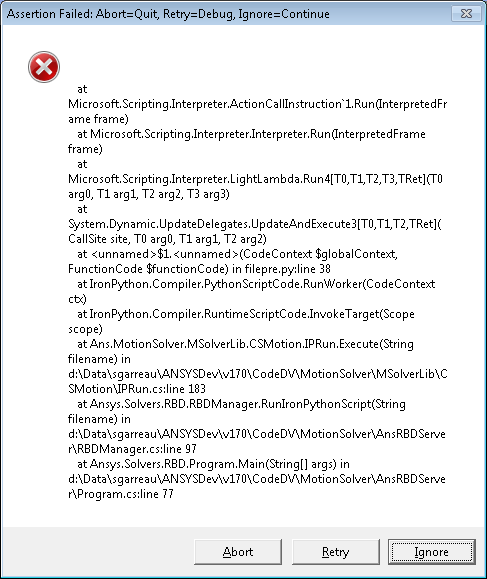 Assertion Failed: Abort=Quit, Retry=Debug, Ignore=Continue
at
Microsoft.Scripting.Interpreter.ActionCallInstruction`1.Run(InterpretedFr
ame frame)
at Microsoft.Scripting.Interpreter.Interpreter.Run(InterpretedFrame
frame)
at
Microsoft.Scripting.Interpreter.LightLambda.Run4[T0,T1,T2,T3,TRet](T0
arg0, T1 arg1, T2 arg2, T3 arg3)
at
System.Dynamic.UpdateDelegates.UpdateAndExecute3[T0,T1,T2,TRet](
CallSite site, T0 arg0, T1 arg1, T2 arg2)
at <unnamed>$1.<unnamed>(CodeContext $globalContext,
FunctionCode $functionCode) in filepre.py:line 38
at IronPython.Compiler.PythonScriptCode.RunWorker(CodeContext
ctx)
at IronPython.Compiler.RuntimeScriptCode.InvokeTarget(Scope
scope)
at Ans.MotionSolver.MSolverLib.CSMotion.IPRun.Execute(String
filename) in
d:\Data\sgarreau\ANSYSDev\v170\CodeDV\MotionSolver\MSolverLib\C
SMotion\IPRun.cs:line 183
at Ansys.Solvers.RBD.RBDManager.RunIronPythonScript(String
filename) in
d:\Data\sgarreau\ANSYSDev\v170\CodeDV\MotionSolver\AnsRBDServe
r\RBDManager.cs:line 97
at Ansys.Solvers.RBD.Program.Main(String[] args) in
d:\Data\sgarreau\ANSYSDev\v170\CodeDV\MotionSolver\AnsRBDServe
r\Program.cs:line 77
Abort Retry Ignore